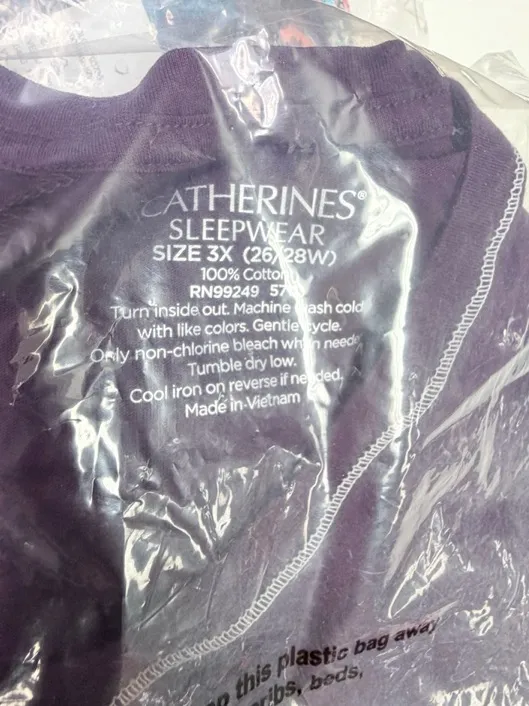 CATHERINES®
SLEEPWEAR
SIZE 3X (26/28W)
100% Cotton
RN99249 57
Turn inside out. Machine wash cold
with like colors. Gentle cycle.
Only non-chlorine bleach when needed
Tumble dry low.
Cool iron on reverse if needed.
Made in Vietnam
this plastic bag away
cribs, beds,